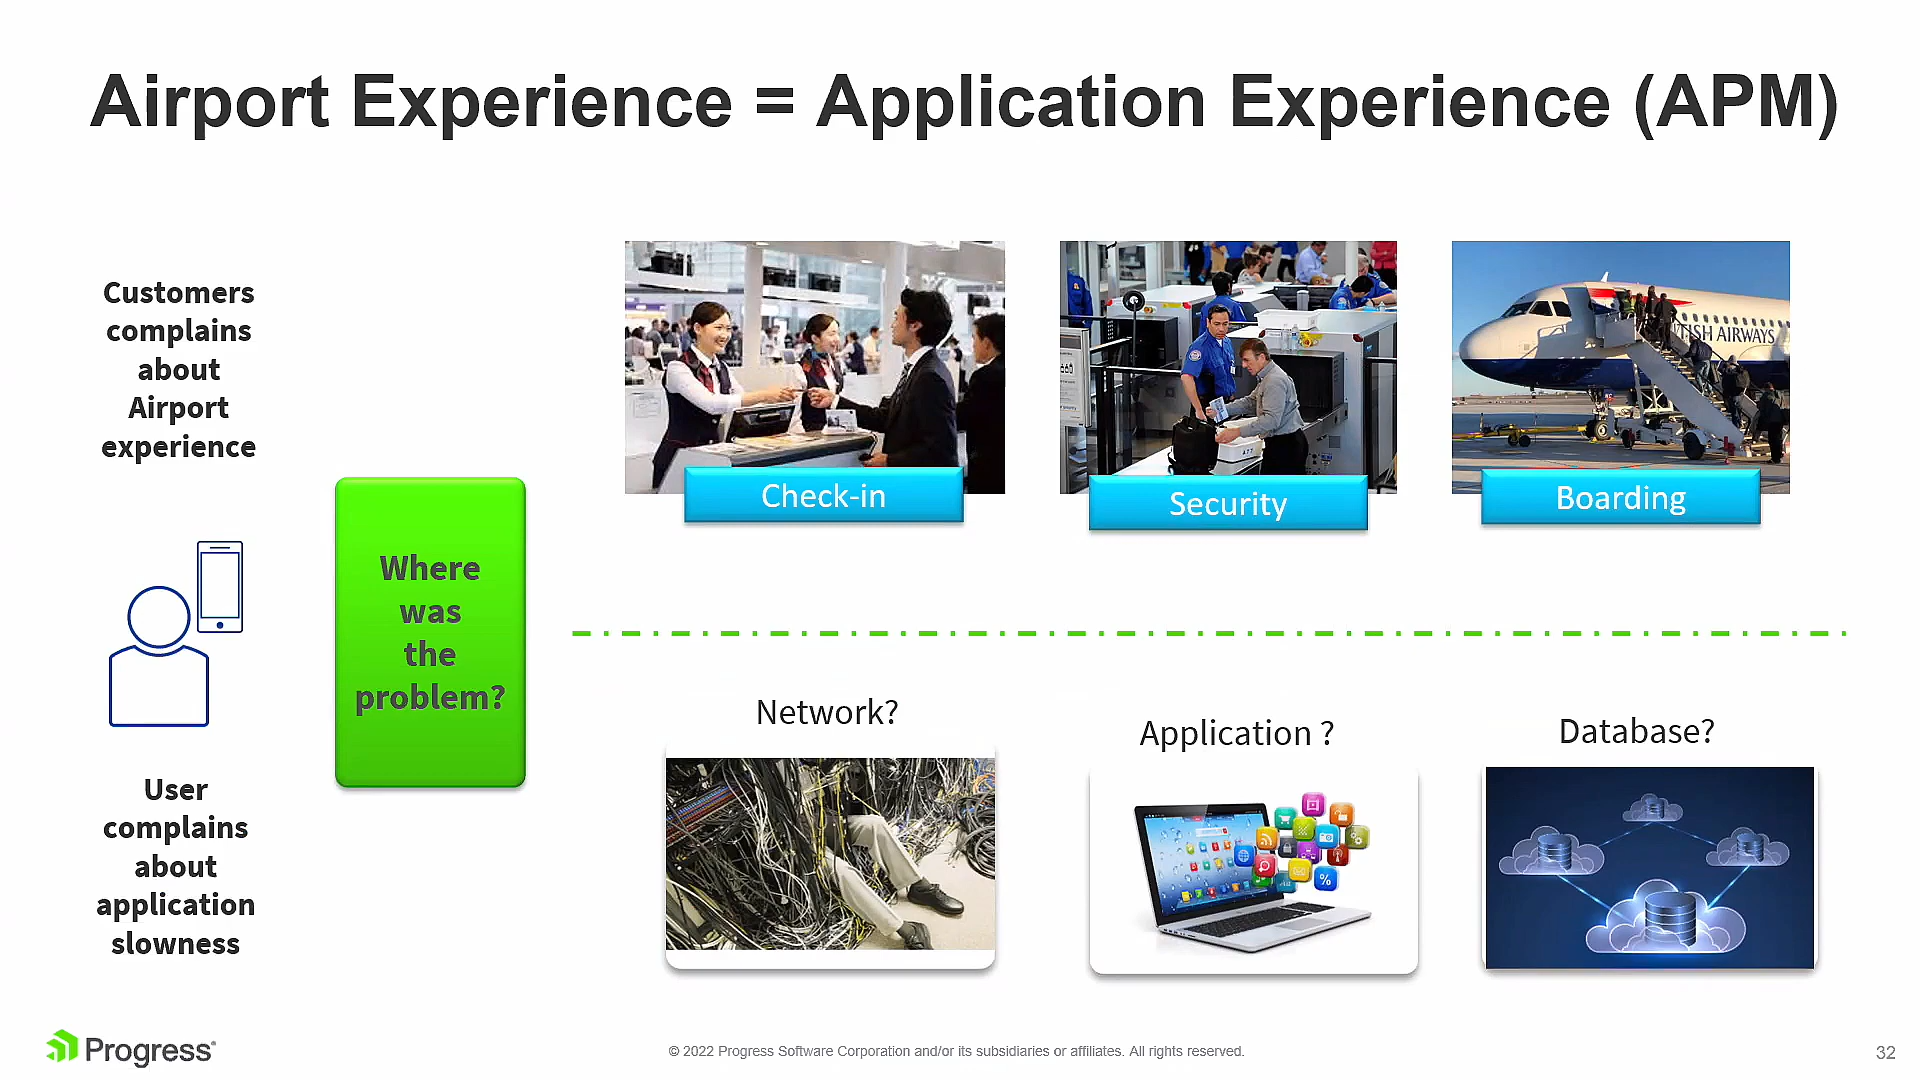 Airport Experience = Application Experience (APM)
Customers
complains
about
Airport
experience
Where
was
the
problem?
User
complains
about
application
slowness
Check-in
Security
TISH AIRWAYS
Boarding
Network?
Application ?
Database?
%
Progress
© 2022 Progress Software Corporation and/or its subsidiaries or affiliates. All rights reserved.
32